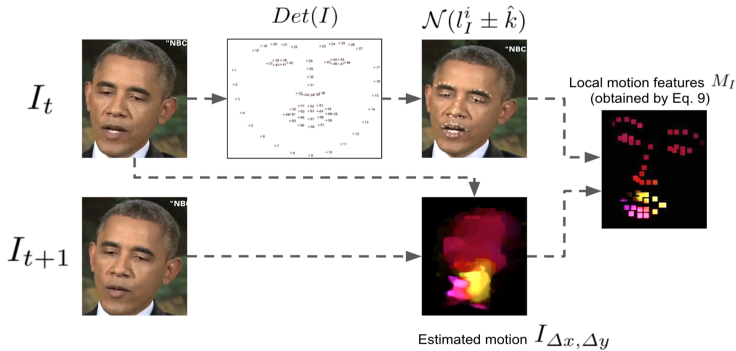 Det(I)
𝒩(l_I^i ± k̂)
"NBC
"NBC
I_t
Local motion features M_I
(obtained by Eq. 9)
"NBC
I_{t+1}
Estimated motion I_{Δx,Δy}